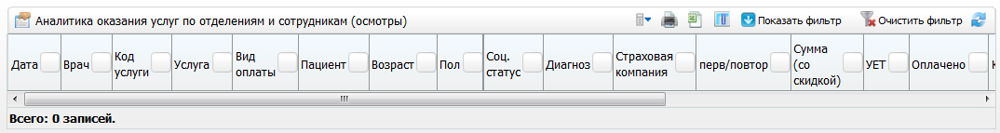 Аналитика оказания услуг по отделениям и сотрудникам (осмотры) Показать фильтр Очистить фильтр
Дата Врач Код услуги Услуга Вид оплаты Пациент Возраст Пол Соц. статус Диагноз Страховая компания перв/повтор Сумма (со скидкой) УЕТ Оплачено
Всего: 0 записей.